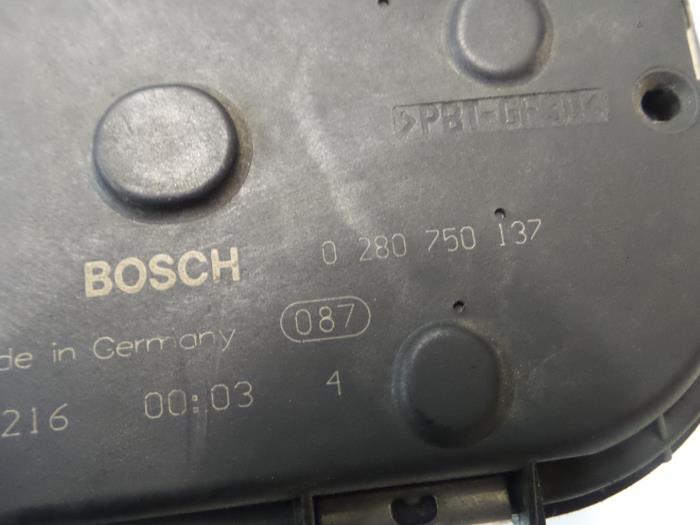 >PBT-GF30<
BOSCH 0 280 750 137
de in Germany 087
216 00:03 4